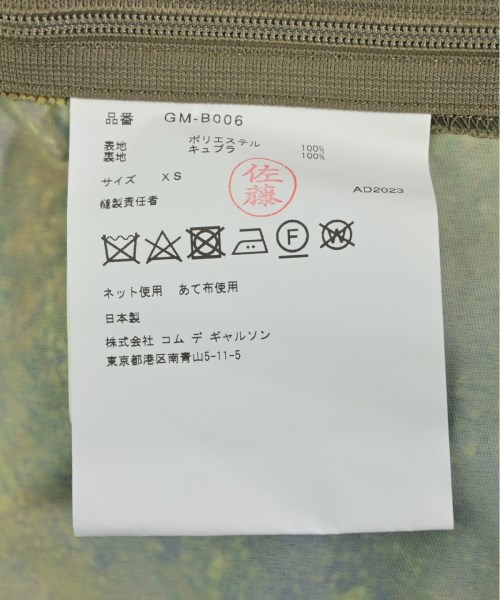 品番 GM-B006
表地 ポリエステル 100%
裏地 キュプラ 100%
サイズ XS
佐藤
AD2023
縫製責任者
F W
ネット使用 あて布使用
日本製
株式会社 コム デ ギャルソン
東京都港区南青山5-11-5